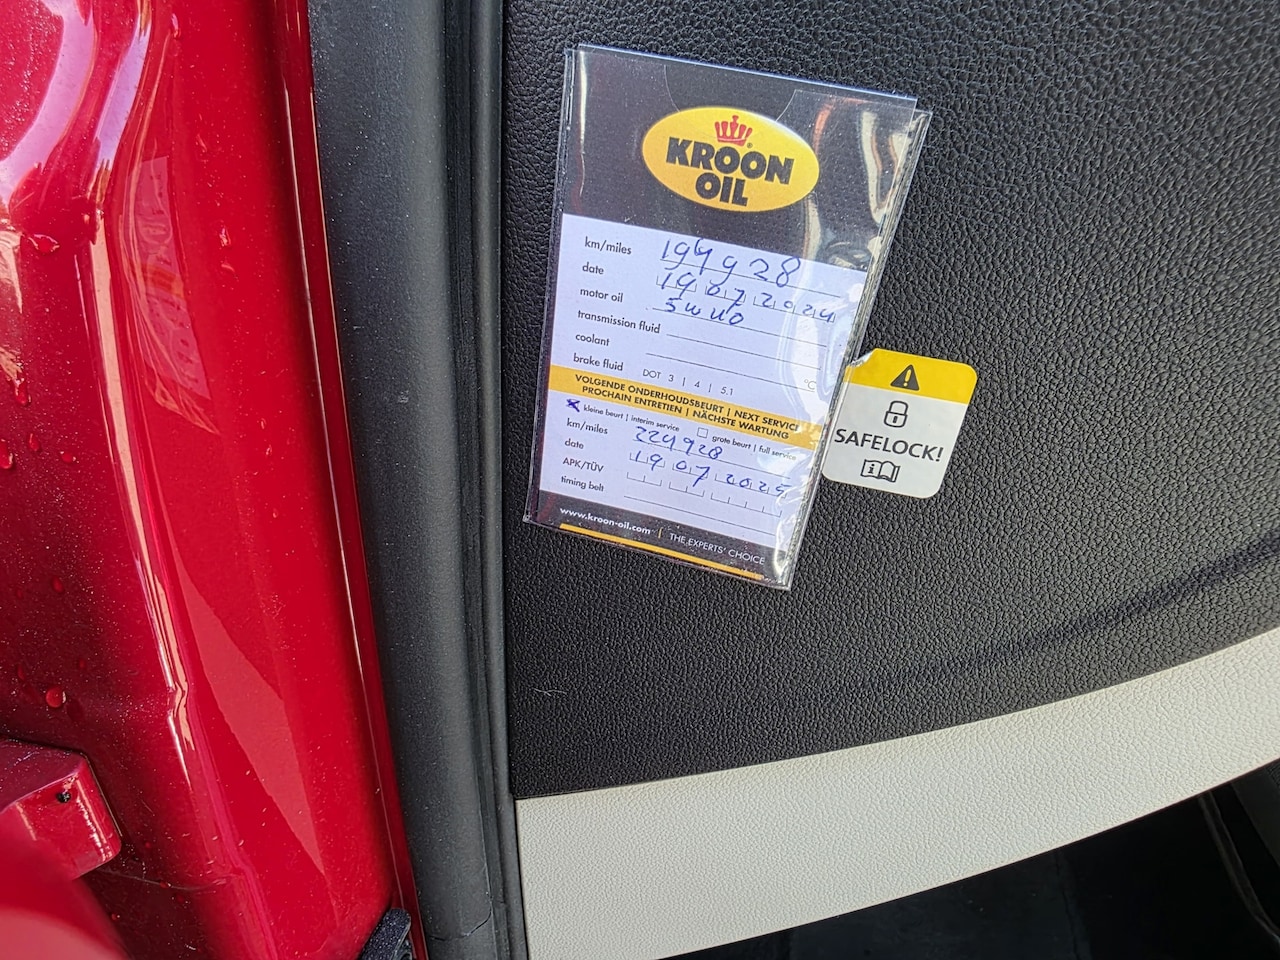 KROON
OIL
km/miles 194928
date 19 07 2024
motor oil 5w40
transmission fluid
coolant °C
brake fluid DOT 3 | 4 | 5.1
VOLGENDE ONDERHOUDSBEURT | NEXT SERVICE
PROCHAIN ENTRETIEN | NÄCHSTE WARTUNG
kleine beurt | interim service grote beurt | full service
km/miles 224928
date 19 07 2025
APK/TÜV
timing belt
www.kroon-oil.com | THE EXPERTS' CHOICE
SAFELOCK!